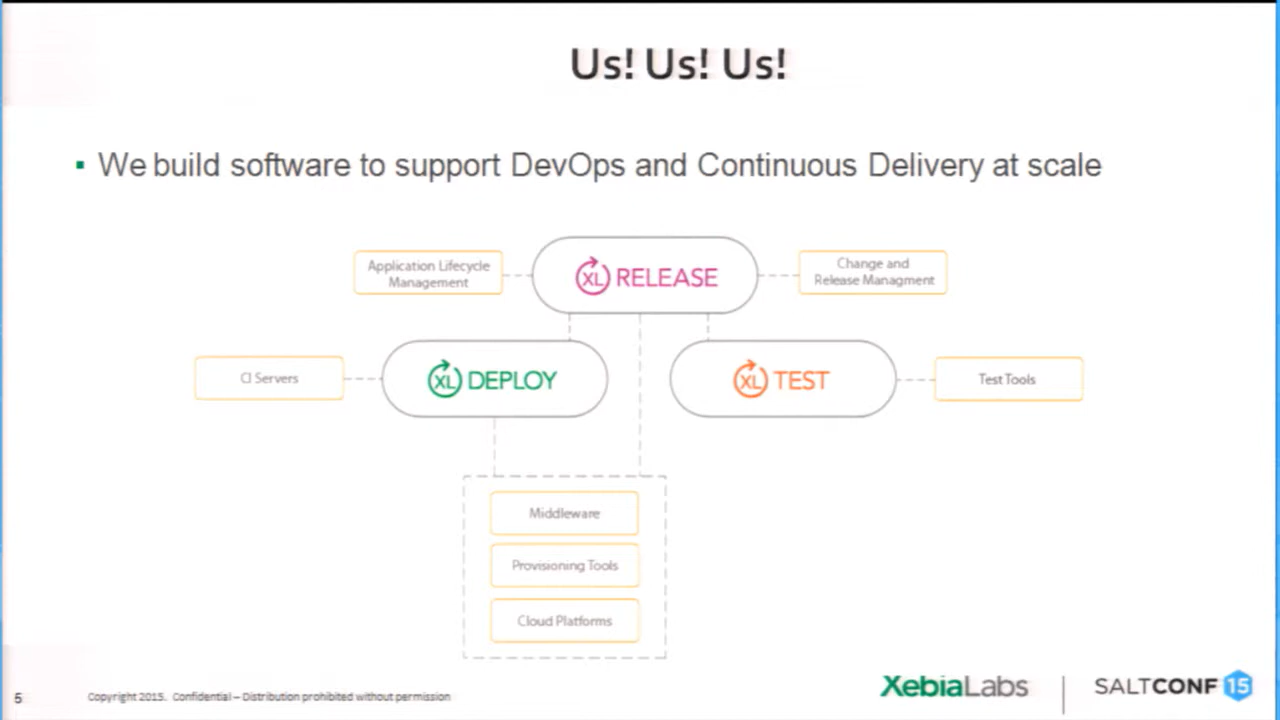 Us! Us! Us!
▪ We build software to support DevOps and Continuous Delivery at scale
Application Lifecycle
Management
XL RELEASE
Change and
Release Managment
CI Servers
XL DEPLOY
XL TEST
Test Tools
Middleware
Provisioning Tools
Cloud Platforms
5
Copyright 2015. Confidential – Distribution prohibited without permission
XebiaLabs
SALTCONF 15